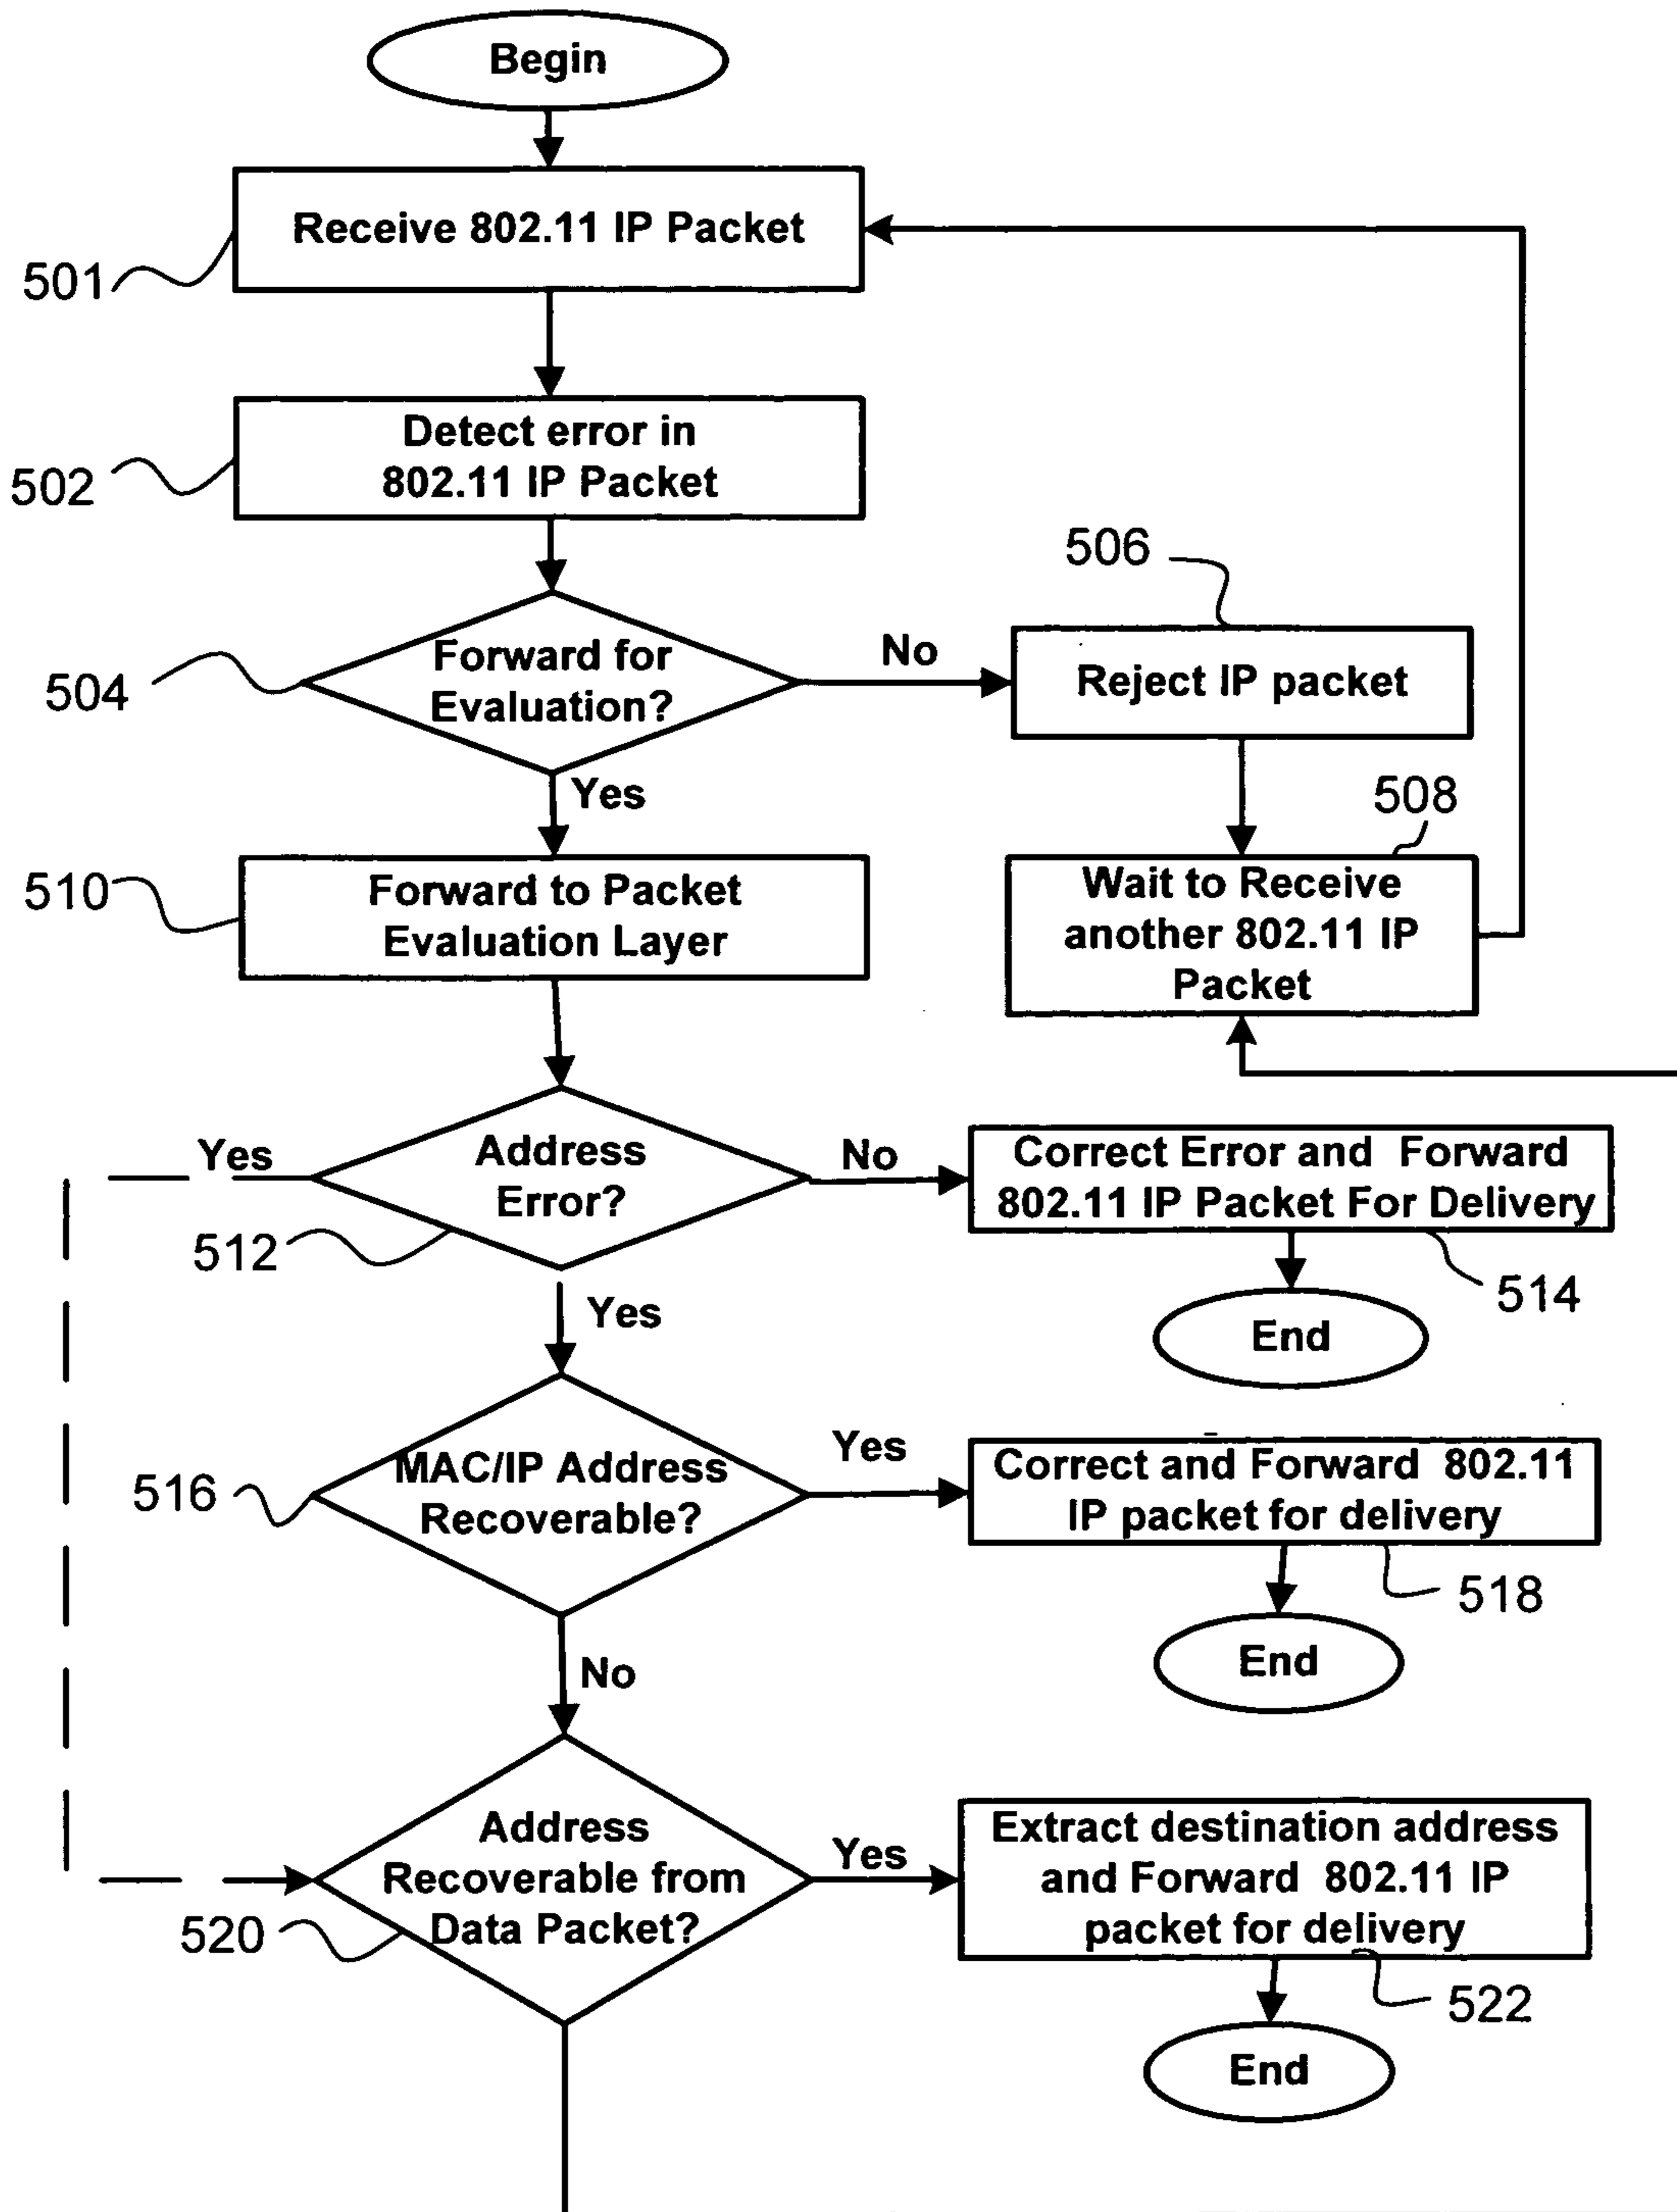 Begin
Receive 802.11 IP Packet
501
Detect error in
802.11 IP Packet
502
506
Forward for
Evaluation?
No
Reject IP packet
504
Yes
508
510
Forward to Packet
Evaluation Layer
Wait to Receive
another 802.11 IP
Packet
Yes
Address
Error?
No
Correct Error and Forward
802.11 IP Packet For Delivery
512
514
Yes
End
MAC/IP Address
Recoverable?
Yes
Correct and Forward 802.11
IP packet for delivery
516
518
No
End
Address
Recoverable from
Data Packet?
Yes
Extract destination address
and Forward 802.11 IP
packet for delivery
520
522
End